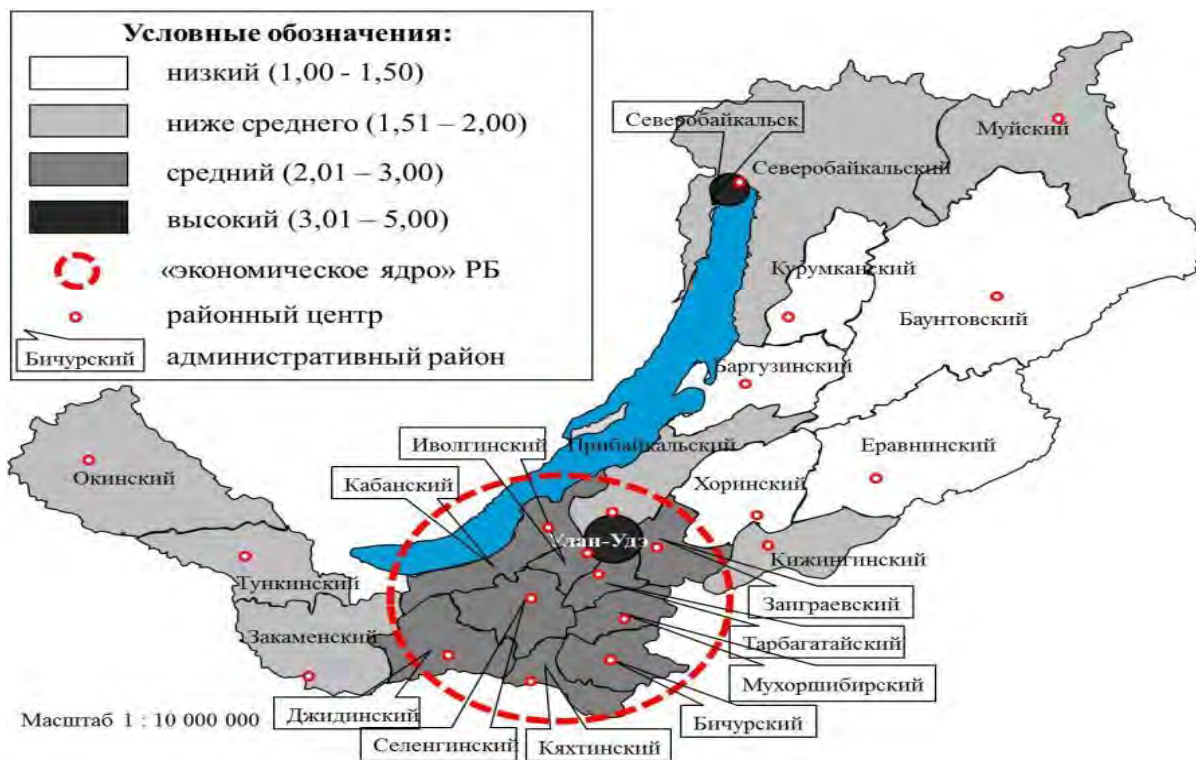 Условные обозначения:
низкий (1,00 - 1,50)
ниже среднего (1,51 – 2,00)
средний (2,01 – 3,00)
высокий (3,01 – 5,00)
«экономическое ядро» РБ
районный центр
Бичурский
административный район
Северобайкальск
Муйский
Северобайкальский
Курумканский
Баунтовский
Баргузинский
Иволгинский
Прибайкальский
Еравнинский
Окинский
Кабанский
Хоринский
Улан-Удэ
Тункинский
Кижингинский
Заиграевский
Закаменский
Тарбагатайский
Мухоршибирский
Масштаб 1 : 10 000 000
Джидинский
Бичурский
Селенгинский
Кяхтинский